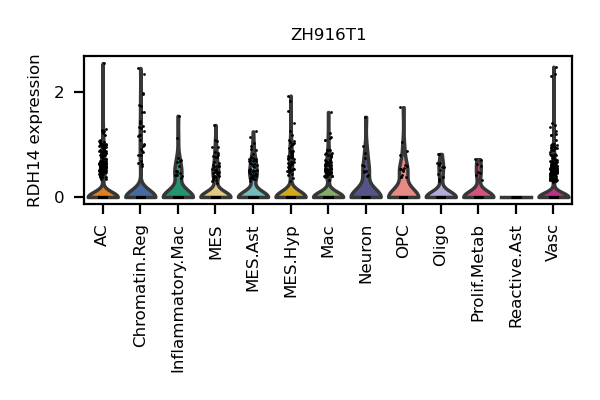 ZH916T1
RDH14 expression
2
0
AC
Chromatin.Reg
Inflammatory.Mac
MES
MES.Ast
MES.Hyp
Mac
Neuron
OPC
Oligo
Prolif.Metab
Reactive.Ast
Vasc